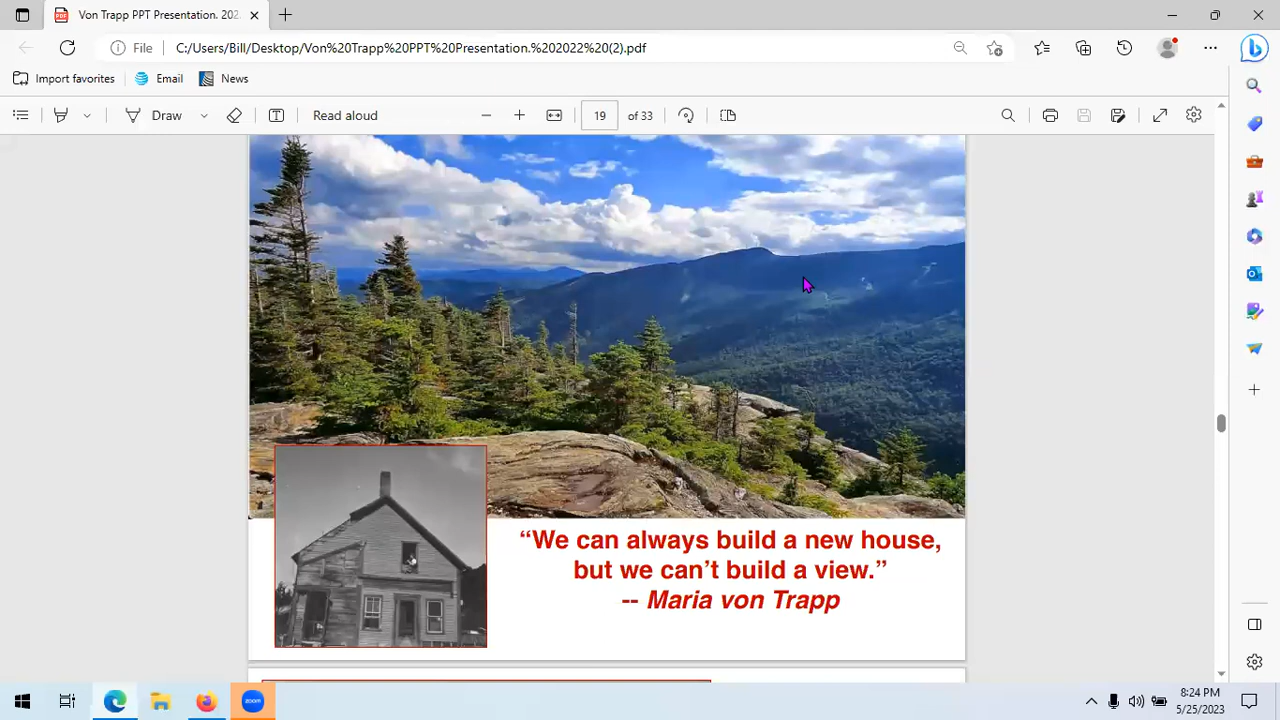 Von Trapp PPT Presentation. 202
File
C:/Users/Bill/Desktop/Von%20Trapp%20PPT%20Presentation.%202022%20(2).pdf
Import favorites
Email
News
Draw
Read aloud
19
of 33
“We can always build a new house,
but we can’t build a view.”
-- Maria von Trapp
zoom
8:24 PM
5/25/2023